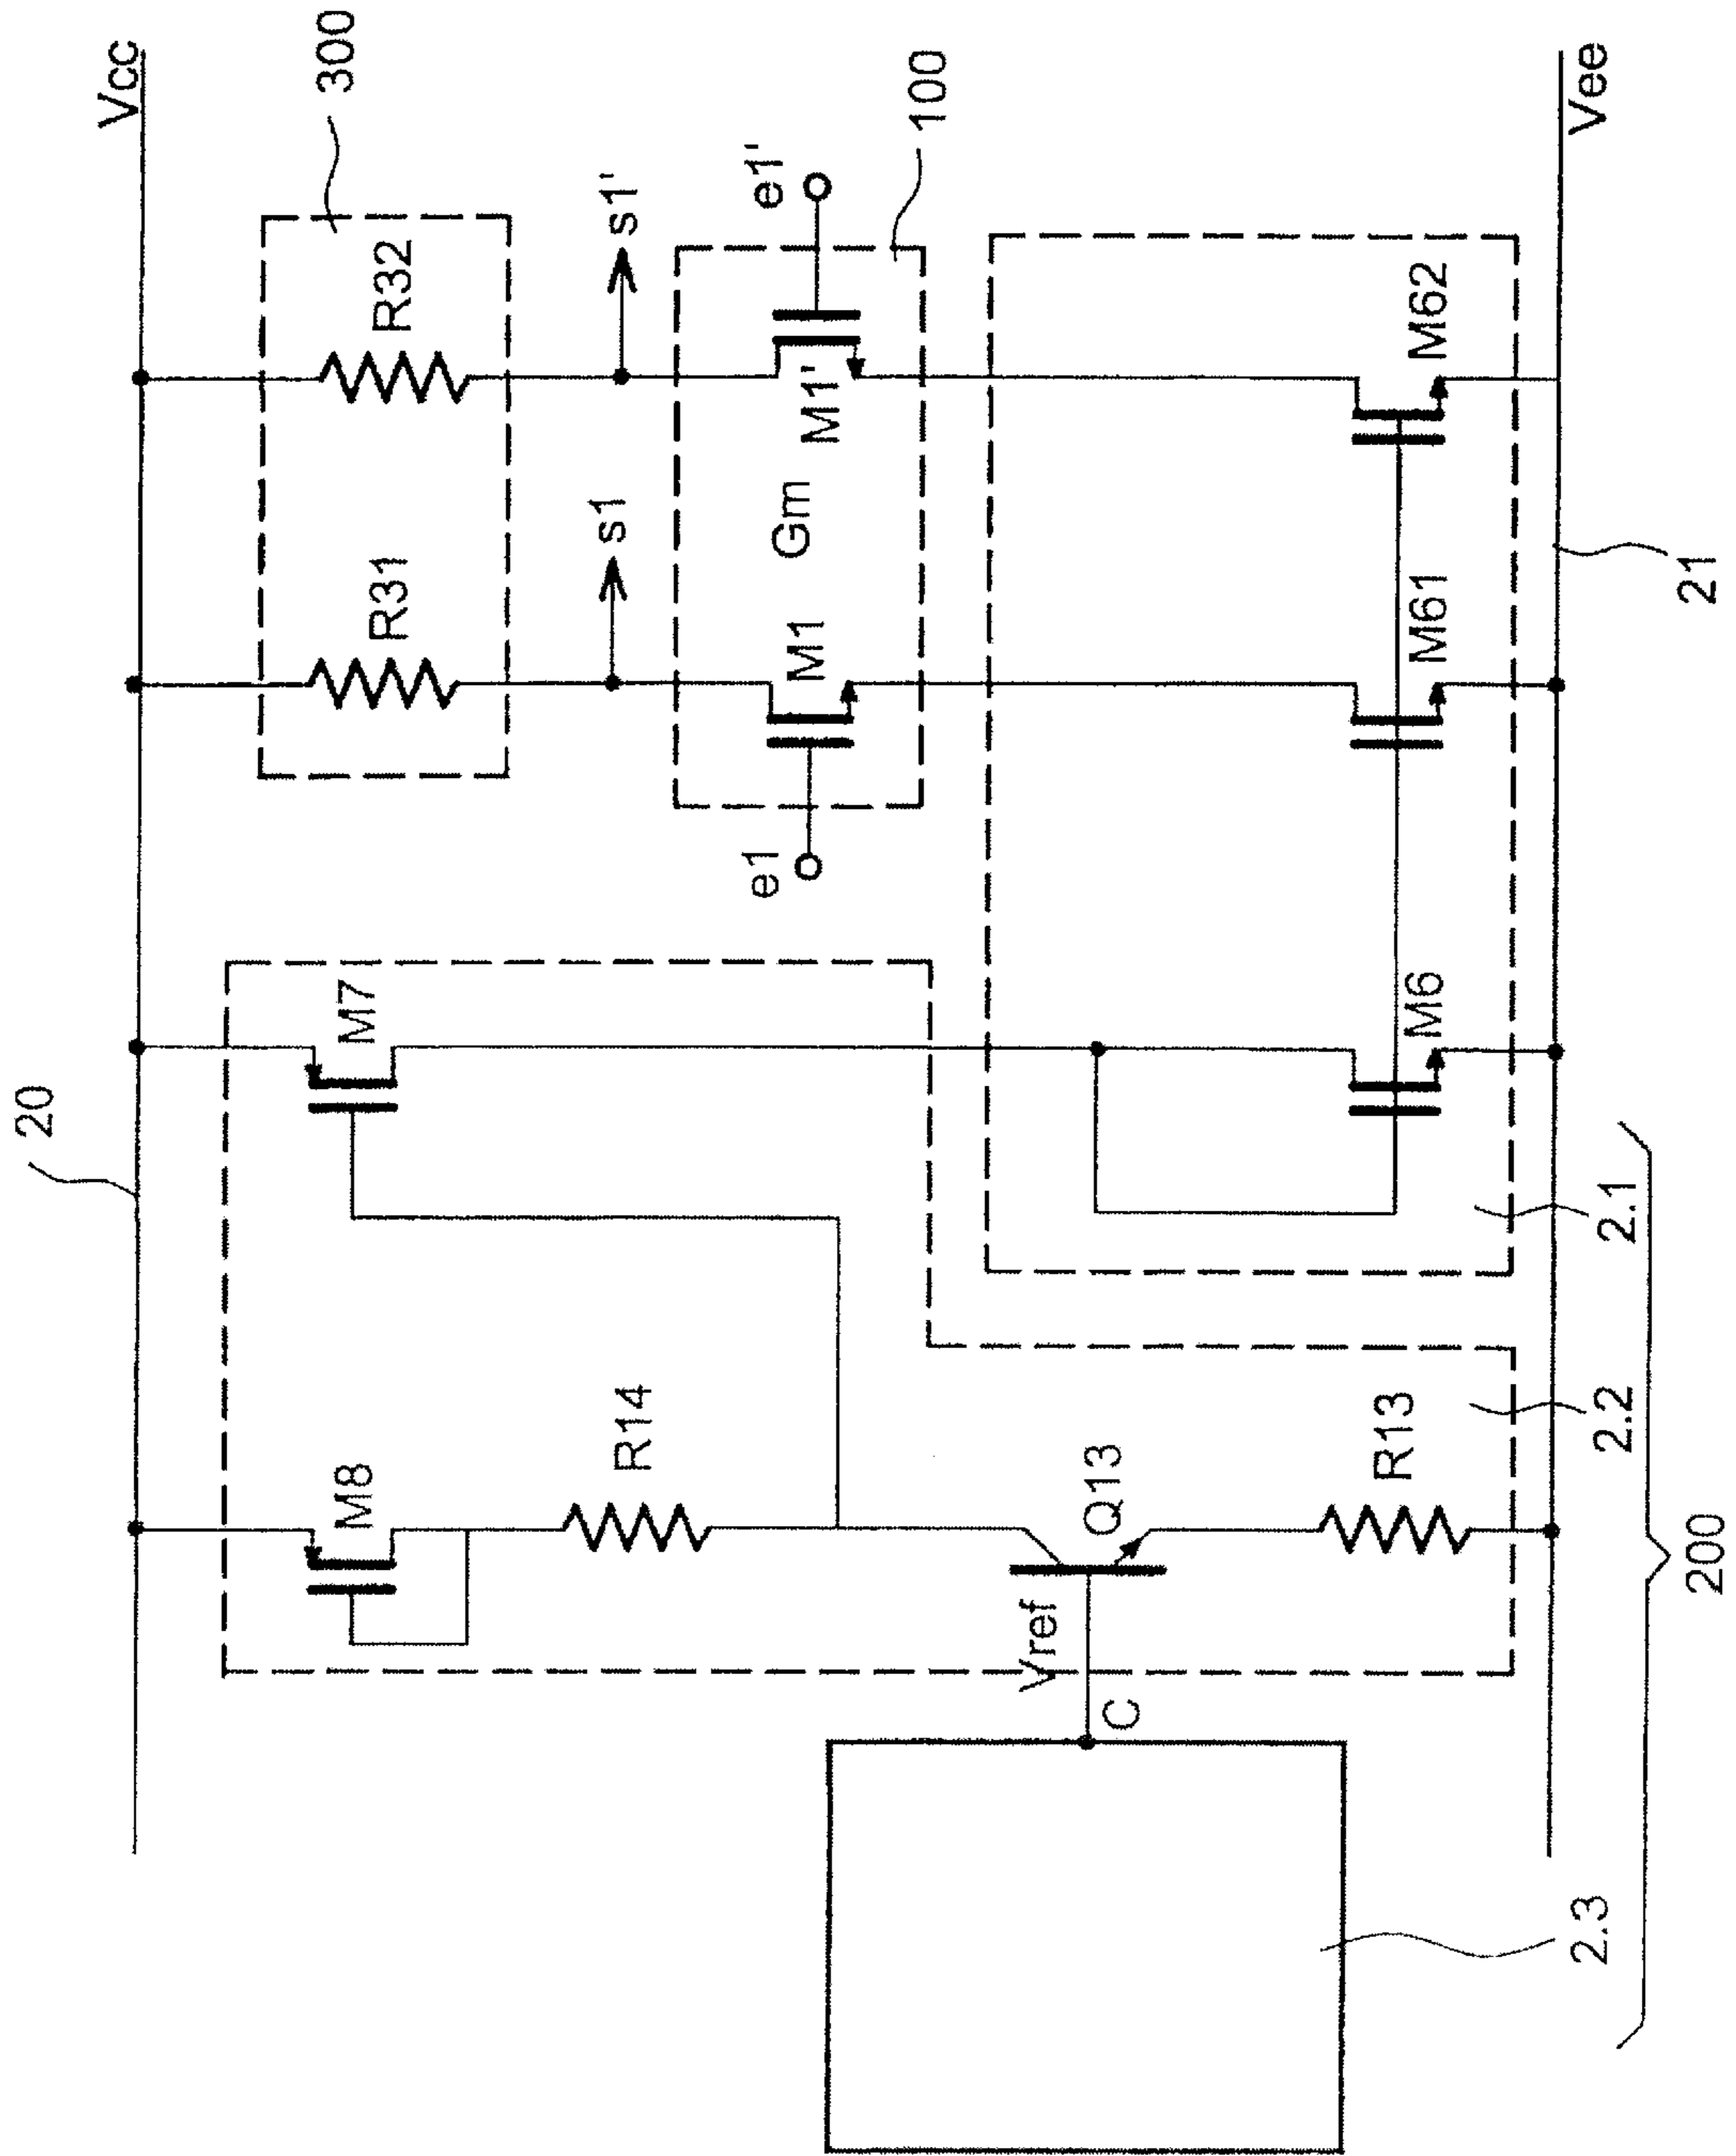 Vcc
300
20
R32
R31
s1'
s1
100
e1'
M1'
Gm
M1
e1
M7
M8
R14
M62
M61
M6
Q13
Vref
C
R13
Vee
21
2.1
2.2
2.3
200